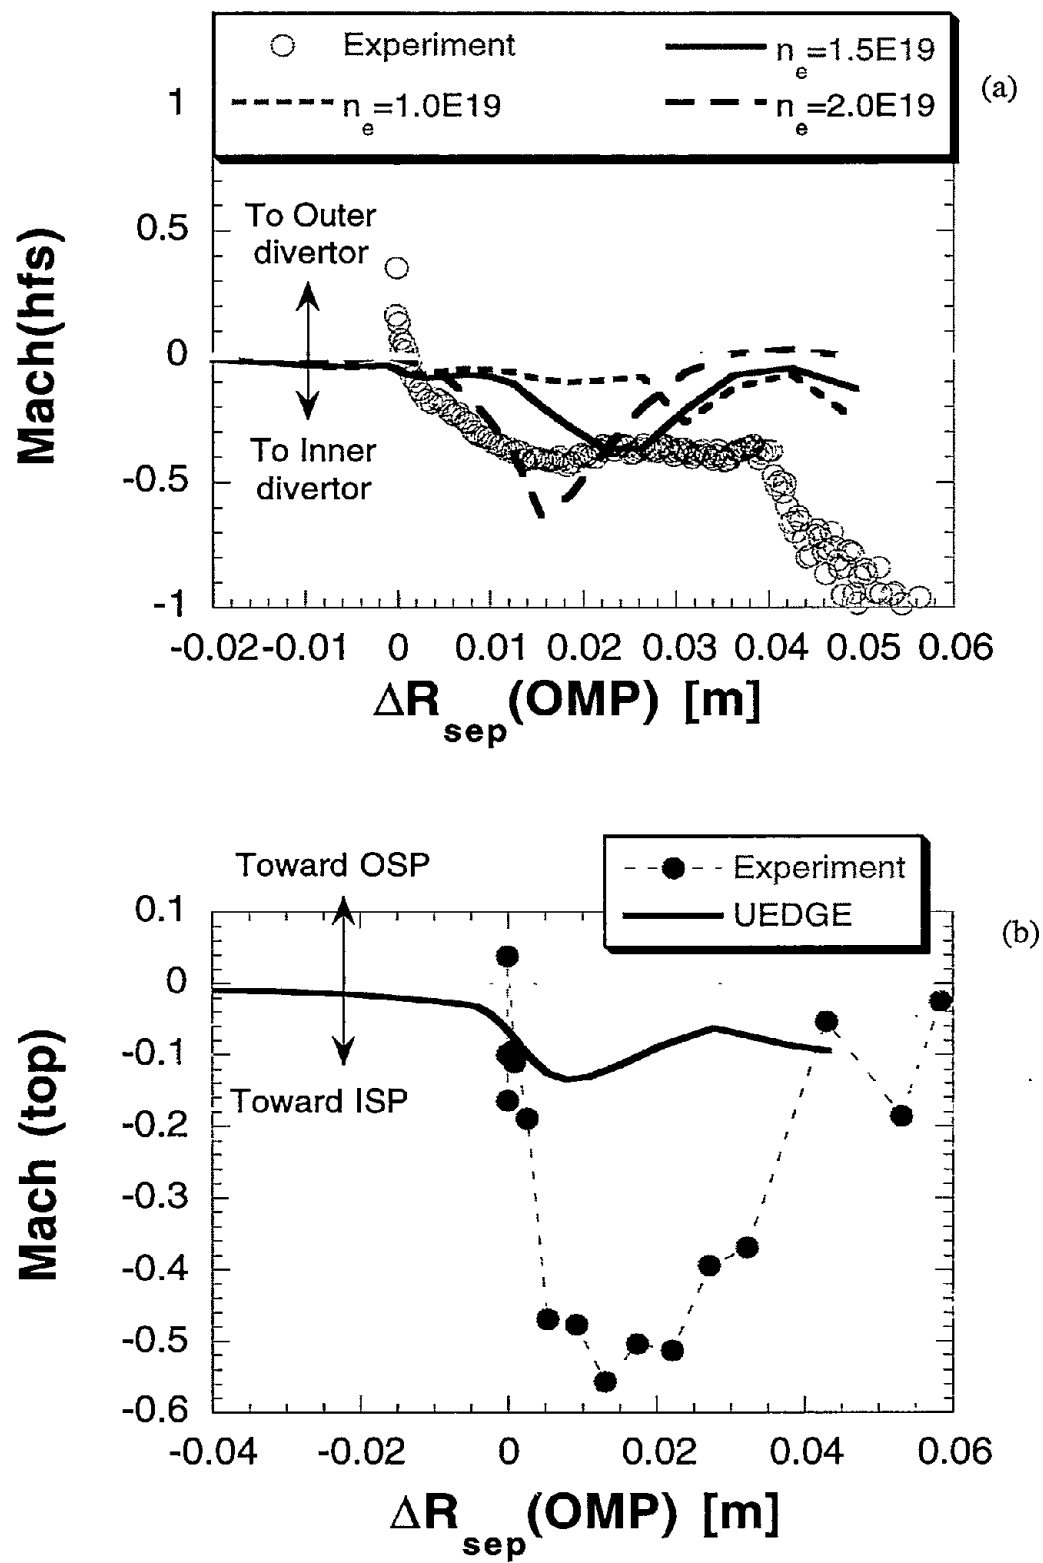 Experiment
n_e=1.5E19
n_e=1.0E19
n_e=2.0E19
(a)
1
To Outer
divertor
0.5
Mach(hfs)
0
To Inner
divertor
-0.5
-1
-0.02 -0.01 0 0.01 0.02 0.03 0.04 0.05 0.06
ΔR_sep(OMP) [m]
Experiment
UEDGE
Toward OSP
(b)
0.1
0
Mach (top)
-0.1
Toward ISP
-0.2
-0.3
-0.4
-0.5
-0.6
-0.04 -0.02 0 0.02 0.04 0.06
ΔR_sep(OMP) [m]